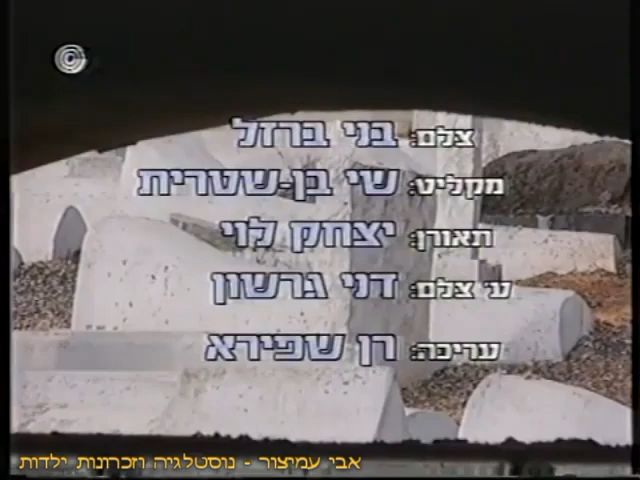 צלם: בני ברזל
מקליט: שי בן-שטרית
תאורן: יצחק לוי
ע׳ צלם: דני גרשון
עריכה: רן שפירא
אבי עמיצור - נוסטלגיה וזכרונות ילדות